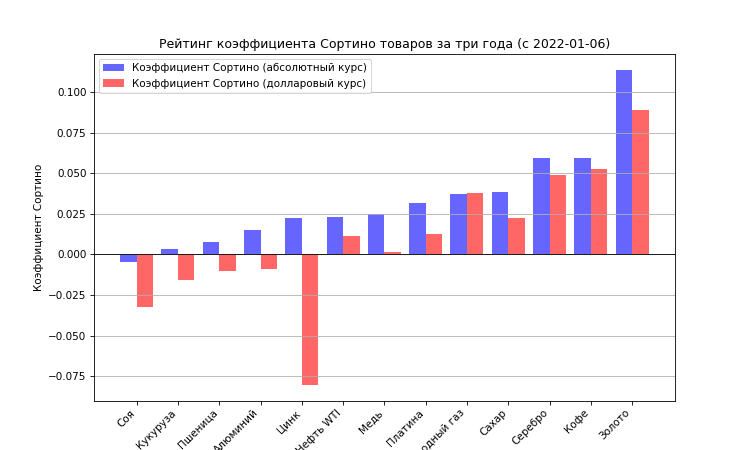 Рейтинг коэффициента Сортино товаров за три года (с 2022-01-06)
Коэффициент Сортино (абсолютный курс)
Коэффициент Сортино (долларовый курс)
Коэффициент Сортино
0.100
0.075
0.050
0.025
0.000
−0.025
−0.050
−0.075
Соя
Кукуруза
Пшеница
Алюминий
Цинк
Нефть WTI
Медь
Платина
одный газ
Сахар
Серебро
Кофе
Золото